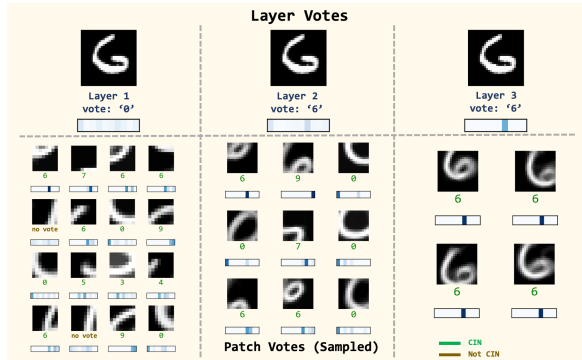 Layer Votes
Layer 1
vote: ‘0’
Layer 2
vote: ‘6’
Layer 3
vote: ‘6’
6 7 6 6
no vote 6 0 9
0 5 3 4
6 no vote 9 0
6 9 0
0 7 0
6 6 0
6 6
6 6
Patch Votes (Sampled)
CIN
Not CIN